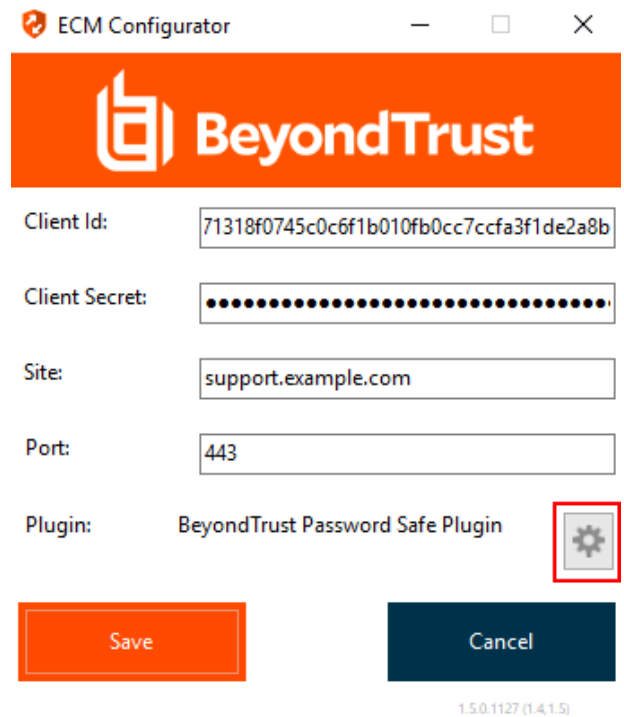 ECM Configurator
BeyondTrust
Client Id: 71318f0745c0c6f1b010fb0cc7ccfa3f1de2a8b
Client Secret: ●●●●●●●●●●●●●●●●●●●●●●●●●●●●●●●●●
Site: support.example.com
Port: 443
Plugin: BeyondTrust Password Safe Plugin
Save Cancel
1.5.0.1127 (1.4,1.5)